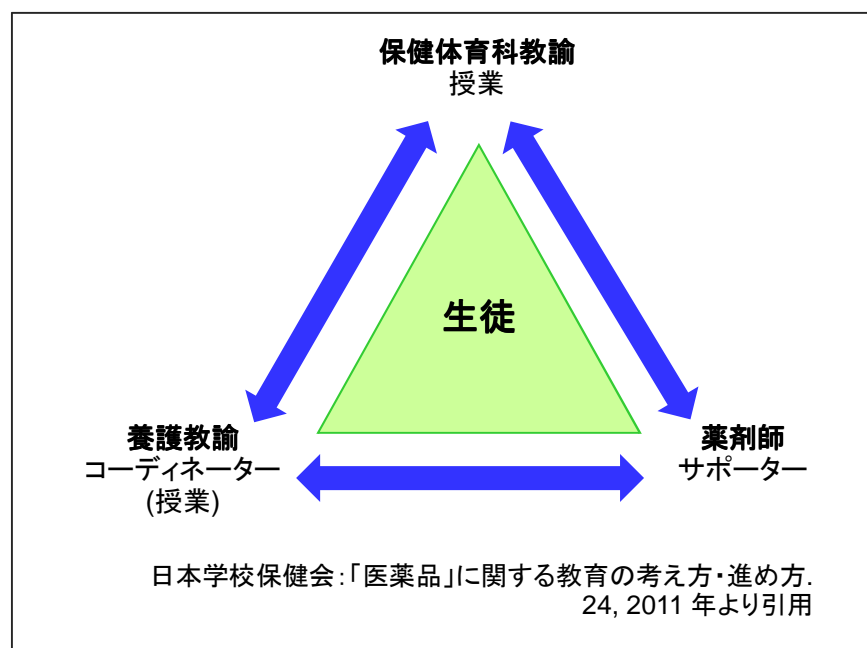 保健体育科教諭
授業
生徒
養護教諭
コーディネーター
(授業)
薬剤師
サポーター
日本学校保健会:「医薬品」に関する教育の考え方・進め方.
24, 2011 年より引用